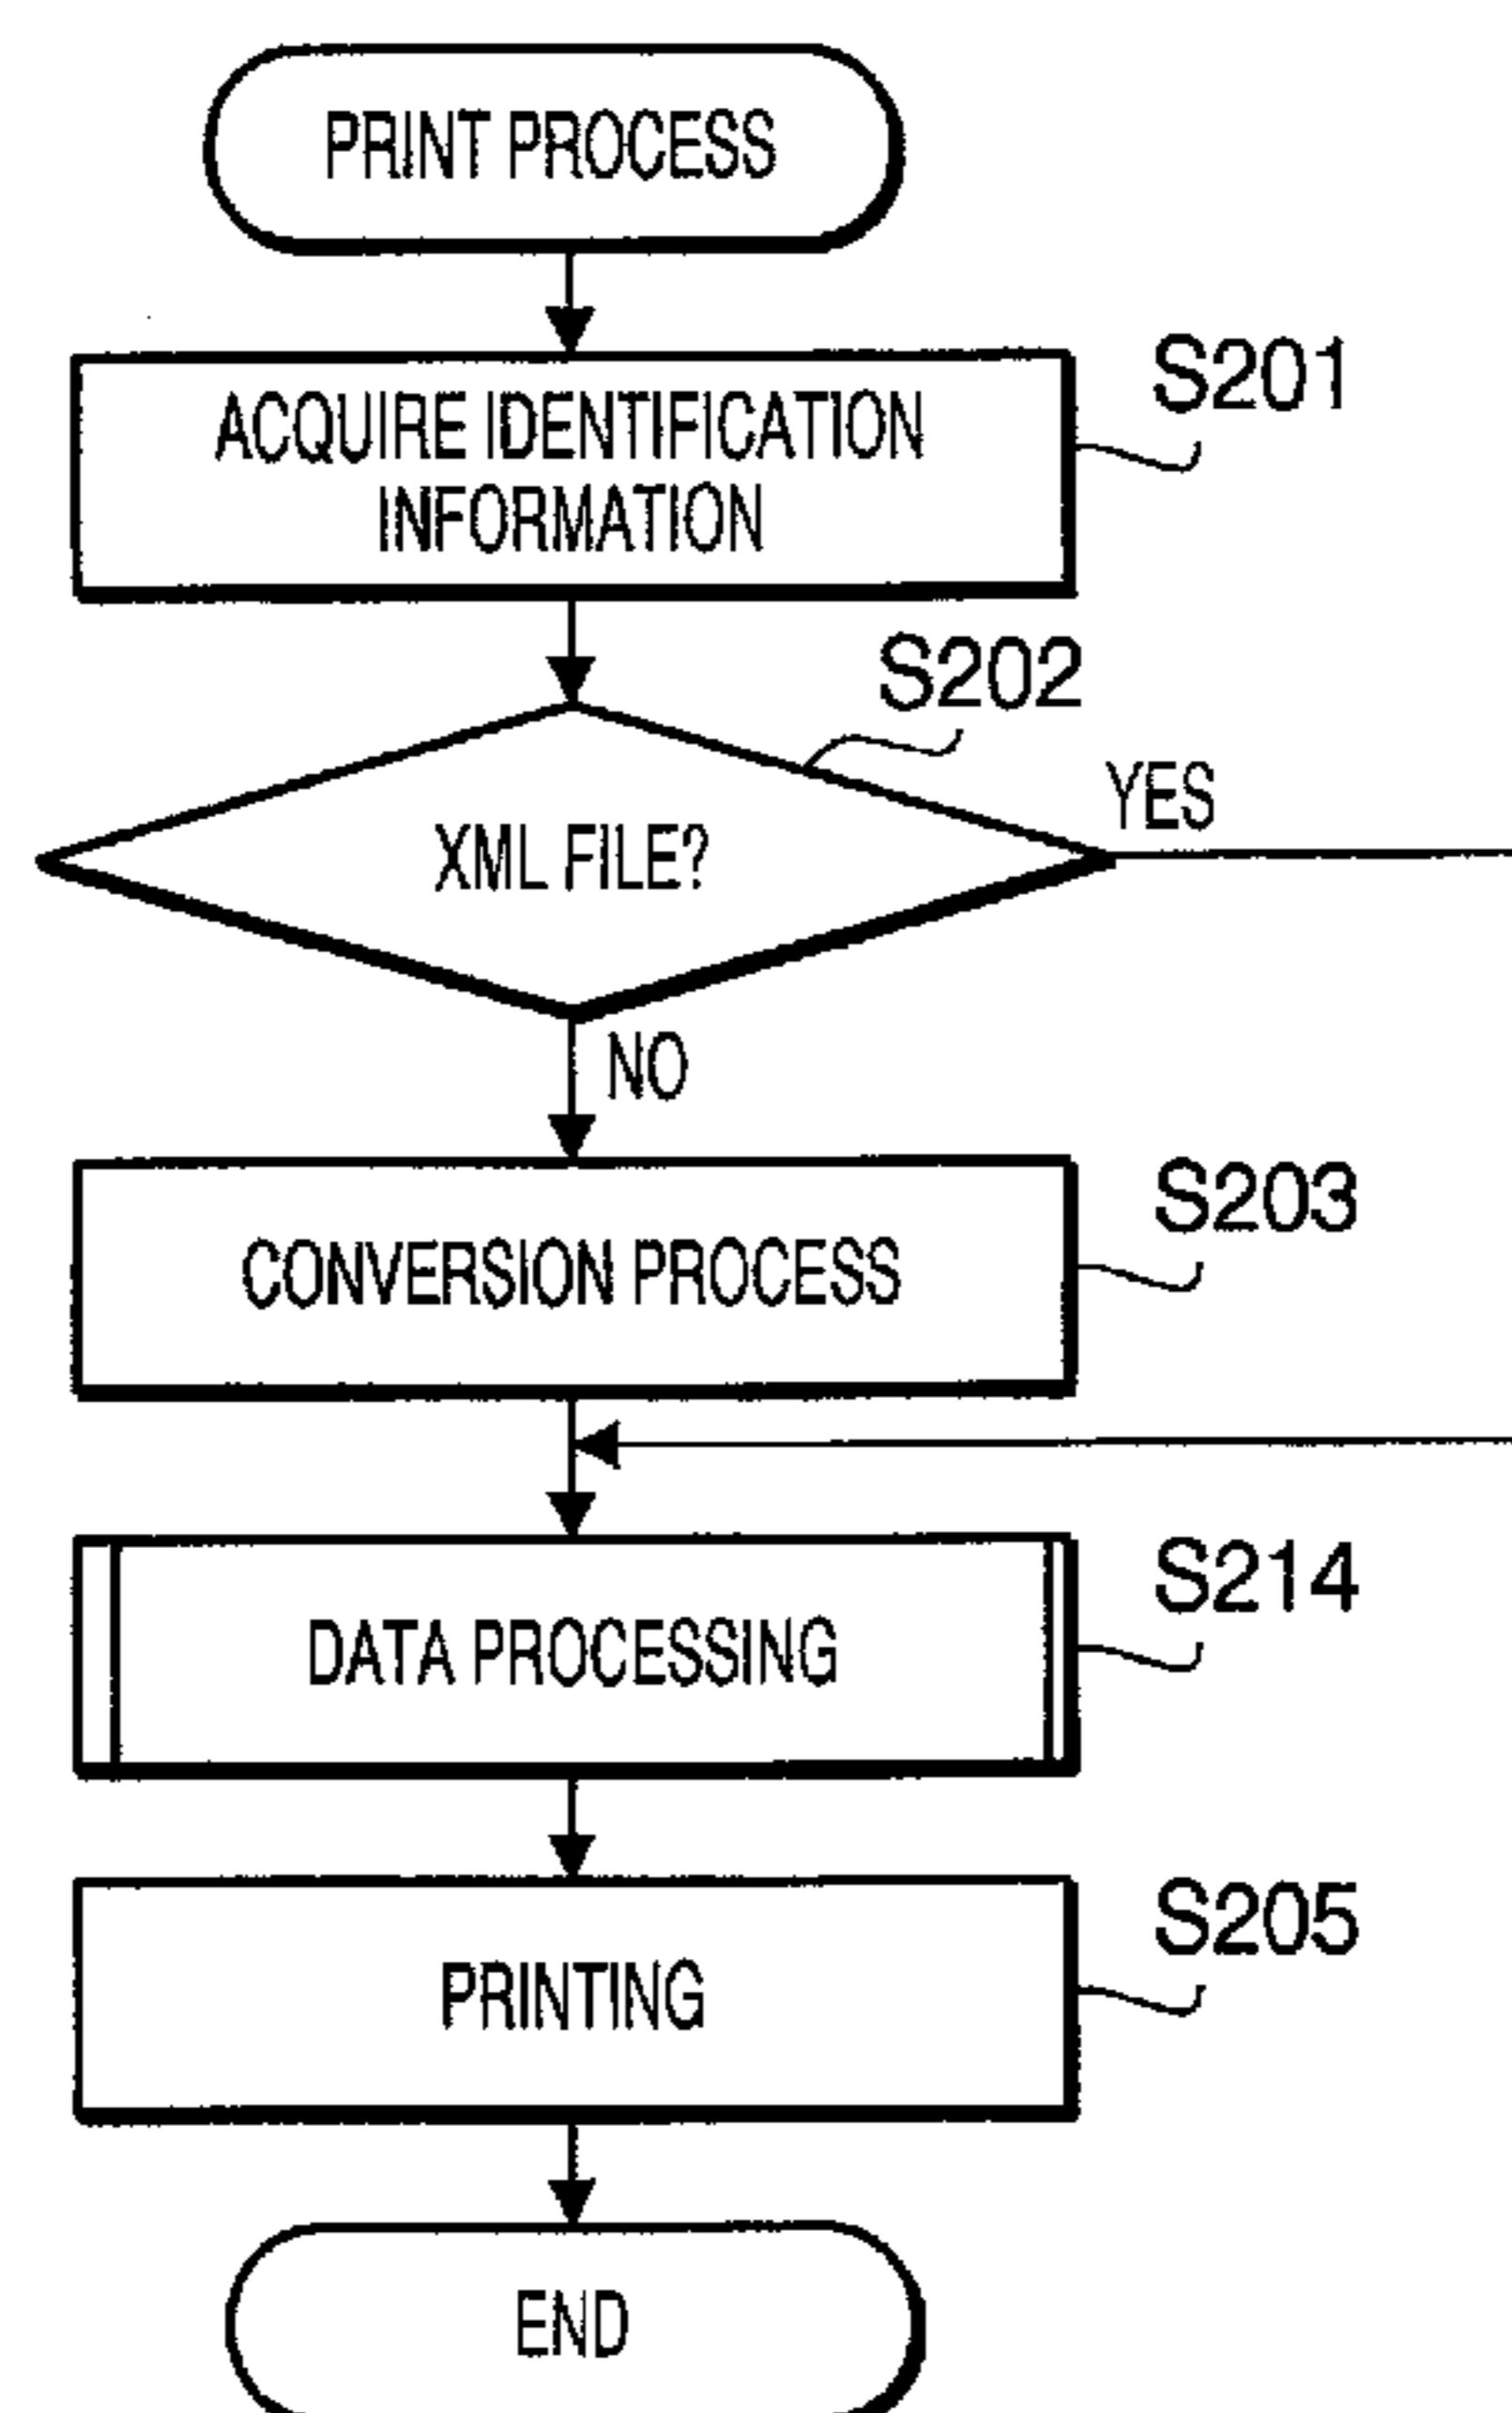 PRINT PROCESS
S201
ACQUIRE IDENTIFICATION
INFORMATION
S202
YES
XML FILE?
NO
S203
CONVERSION PROCESS
S214
DATA PROCESSING
S205
PRINTING
END